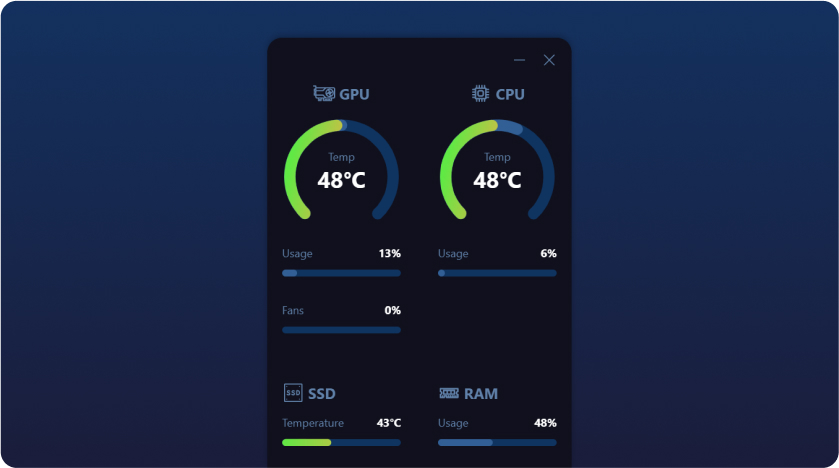 GPU CPU
Temp Temp
48°C 48°C
Usage 13% Usage 6%
Fans 0%
SSD SSD RAM
Temperature 43°C Usage 48%